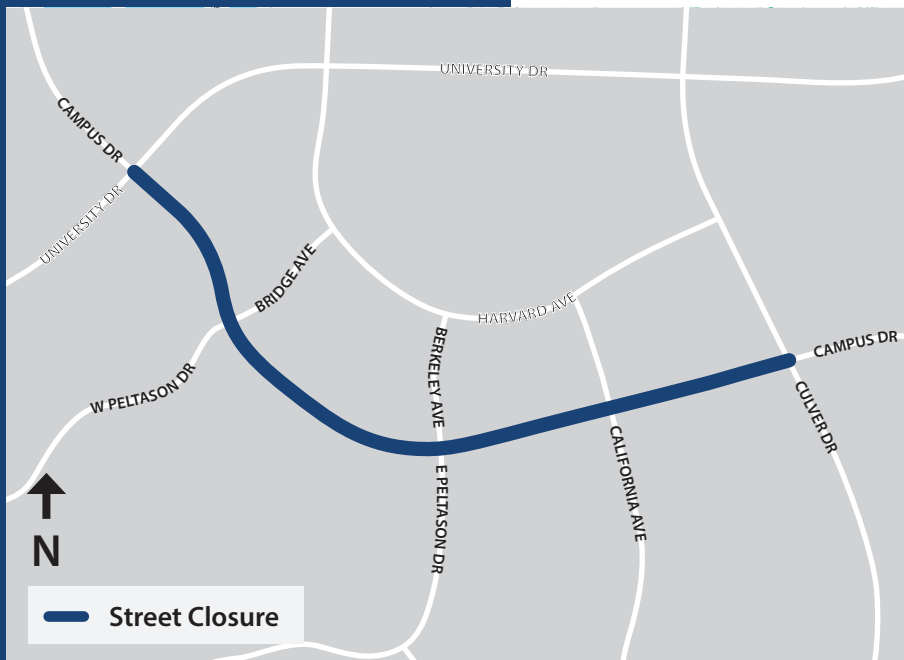 UNIVERSITY DR
CAMPUS DR
UNIVERSITY DR
BRIDGE AVE
HARVARD AVE
BERKELEY AVE
CAMPUS DR
W PELTASON DR
CULVER DR
CALIFORNIA AVE
E PELTASON DR
N
Street Closure